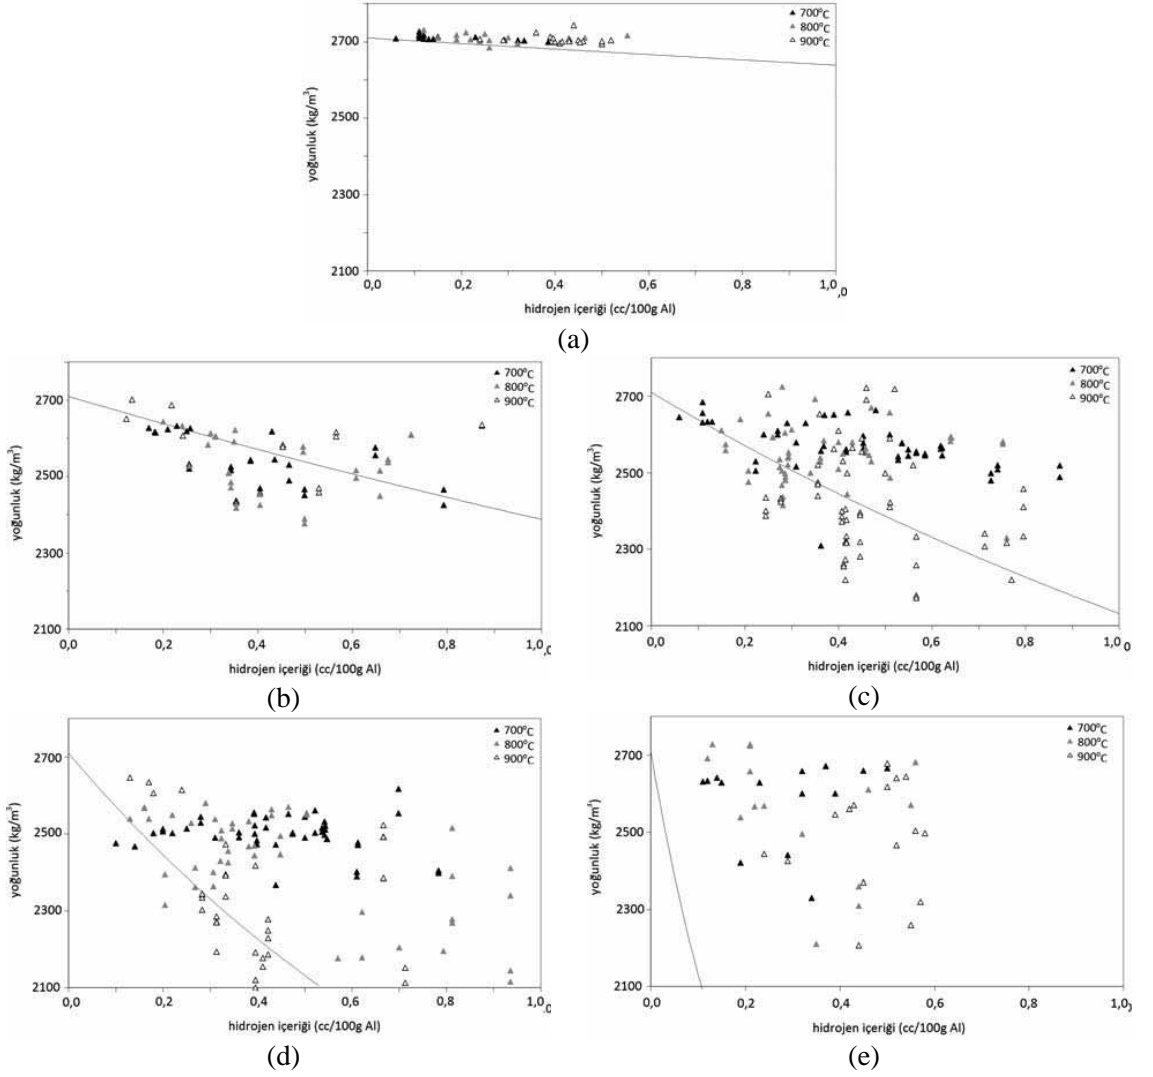 700°C
800°C
900°C
2700
2500
2300
2100
yoğunluk (kg/m³)
0,0 0,2 0,4 0,6 0,8 1,0 ,0
hidrojen içeriği (cc/100g Al)
(a)
700°C
800°C
900°C
2700
2500
2300
2100
yoğunluk (kg/m³)
0,0 0,2 0,4 0,6 0,8 1,0 ,0
hidrojen içeriği (cc/100g Al)
(b)
700°C
800°C
900°C
2700
2500
2300
2100
yoğunluk (kg/m³)
0,0 0,2 0,4 0,6 0,8 1,0 0
hidrojen içeriği (cc/100g Al)
(c)
700°C
800°C
900°C
2700
2500
2300
2100
yoğunluk (kg/m³)
0,0 0,2 0,4 0,6 0,8 1,0 ,0
hidrojen içeriği (cc/100g Al)
(d)
700°C
800°C
900°C
2700
2500
2300
2100
yoğunluk (kg/m³)
0,0 0,2 0,4 0,6 0,8 1,0
hidrojen içeriği (cc/100g Al)
(e)